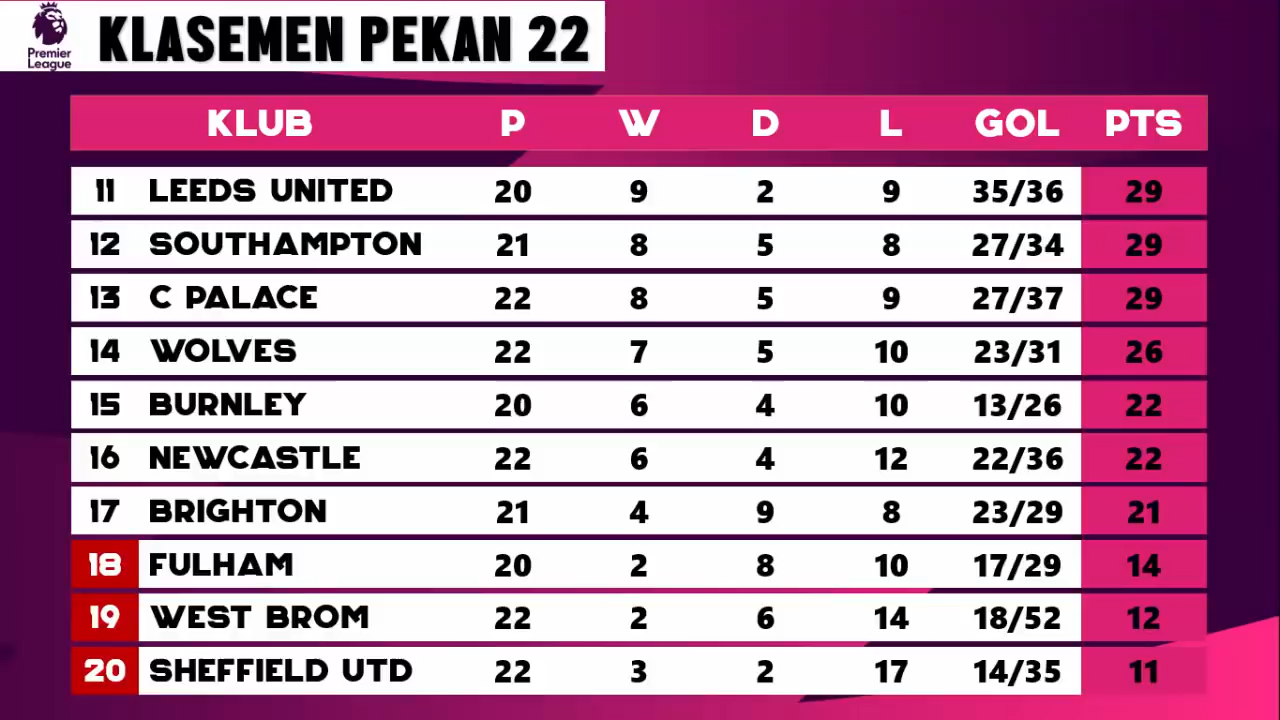 Premier
League
KLASEMEN PEKAN 22
KLUB P W D L GOL PTS
11 LEEDS UNITED 20 9 2 9 35/36 29
12 SOUTHAMPTON 21 8 5 8 27/34 29
13 C PALACE 22 8 5 9 27/37 29
14 WOLVES 22 7 5 10 23/31 26
15 BURNLEY 20 6 4 10 13/26 22
16 NEWCASTLE 22 6 4 12 22/36 22
17 BRIGHTON 21 4 9 8 23/29 21
18 FULHAM 20 2 8 10 17/29 14
19 WEST BROM 22 2 6 14 18/52 12
20 SHEFFIELD UTD 22 3 2 17 14/35 11